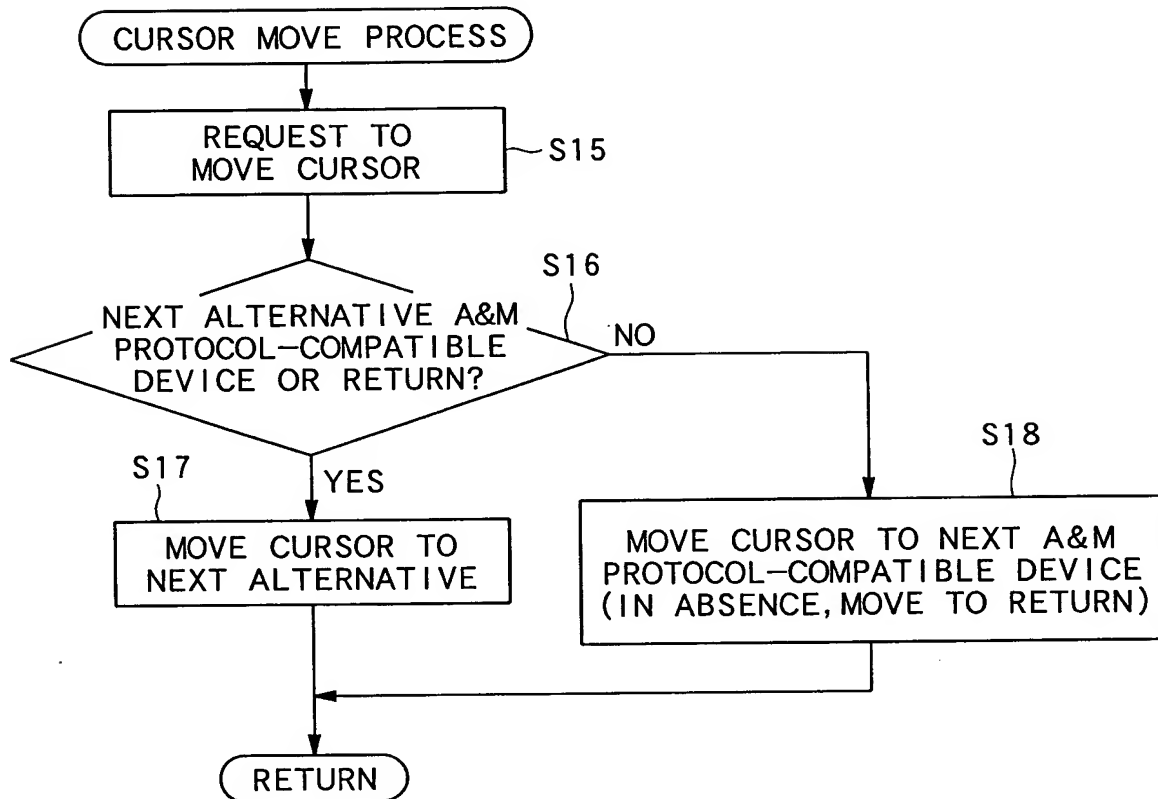 CURSOR MOVE PROCESS
REQUEST TO
MOVE CURSOR
S15
S16
NEXT ALTERNATIVE A&M
PROTOCOL-COMPATIBLE
DEVICE OR RETURN?
NO
S17
YES
S18
MOVE CURSOR TO
NEXT ALTERNATIVE
MOVE CURSOR TO NEXT A&M
PROTOCOL-COMPATIBLE DEVICE
(IN ABSENCE, MOVE TO RETURN)
RETURN